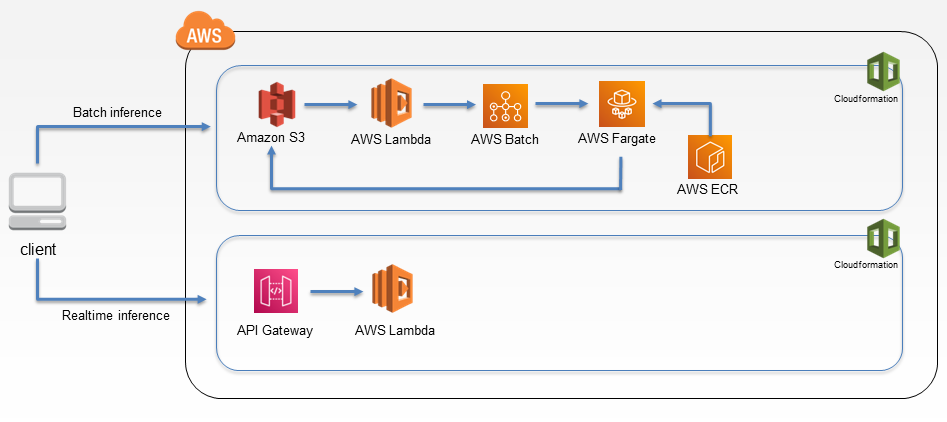 AWS
Cloudformation
Batch inference
Amazon S3
AWS Lambda
AWS Batch
AWS Fargate
AWS ECR
client
Cloudformation
Realtime inference
API Gateway
AWS Lambda